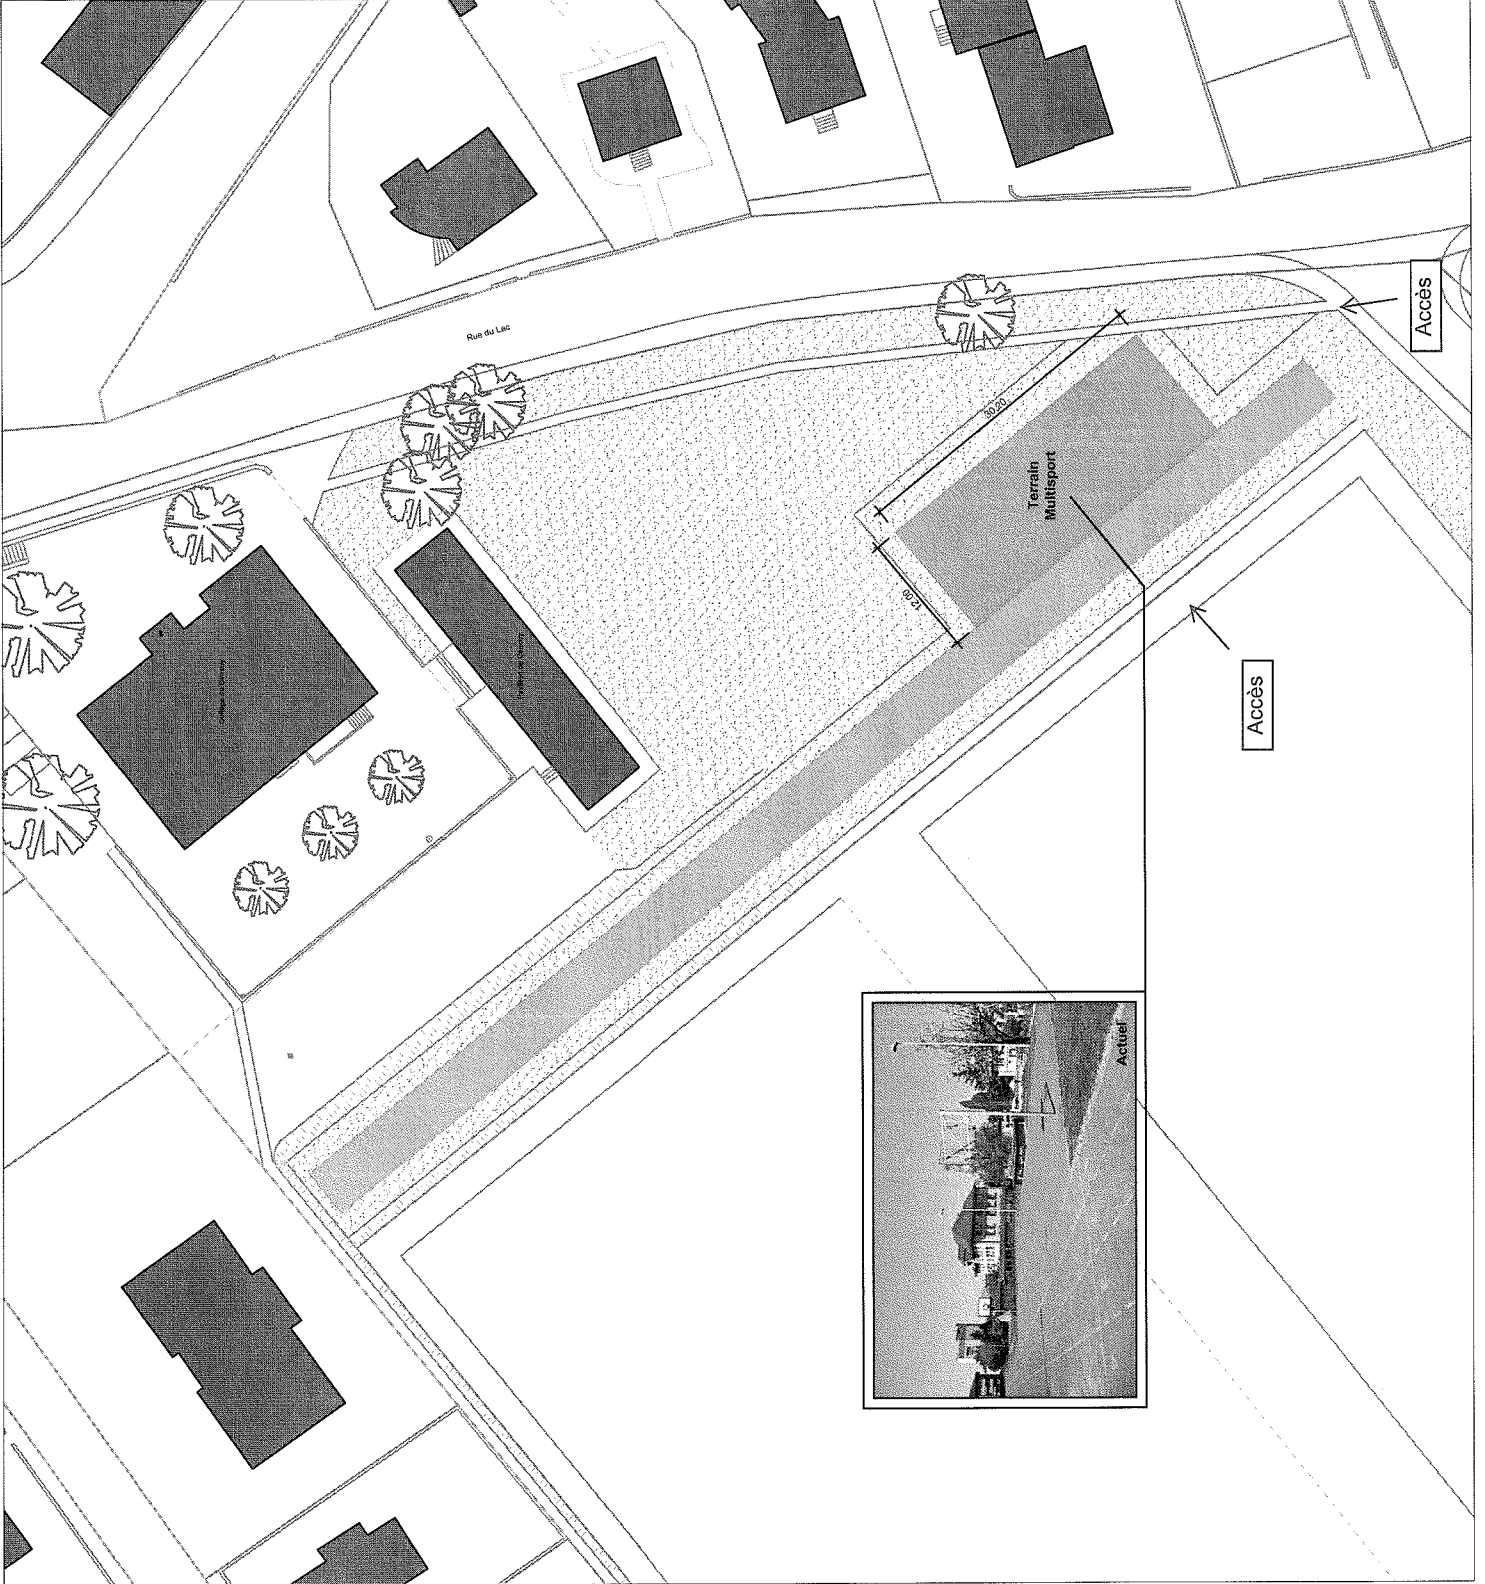 Rue du Lac
Accès
30.20
Terrain
Multisport
12.00
Accès
Actuel